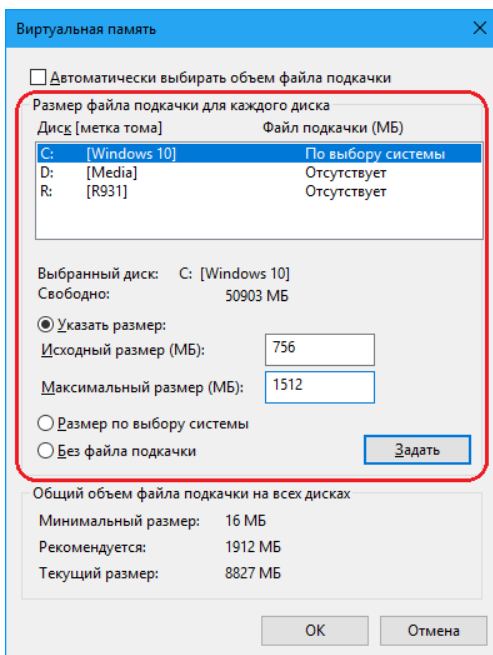 Виртуальная память
Автоматически выбирать объем файла подкачки
Размер файла подкачки для каждого диска
Диск [метка тома] Файл подкачки (МБ)
C: [Windows 10] По выбору системы
D: [Media] Отсутствует
R: [R931] Отсутствует
Выбранный диск: C: [Windows 10]
Свободно: 50903 МБ
Указать размер:
Исходный размер (МБ): 756
Максимальный размер (МБ): 1512
Размер по выбору системы
Без файла подкачки Задать
Общий объем файла подкачки на всех дисках
Минимальный размер: 16 МБ
Рекомендуется: 1912 МБ
Текущий размер: 8827 МБ
ОК Отмена